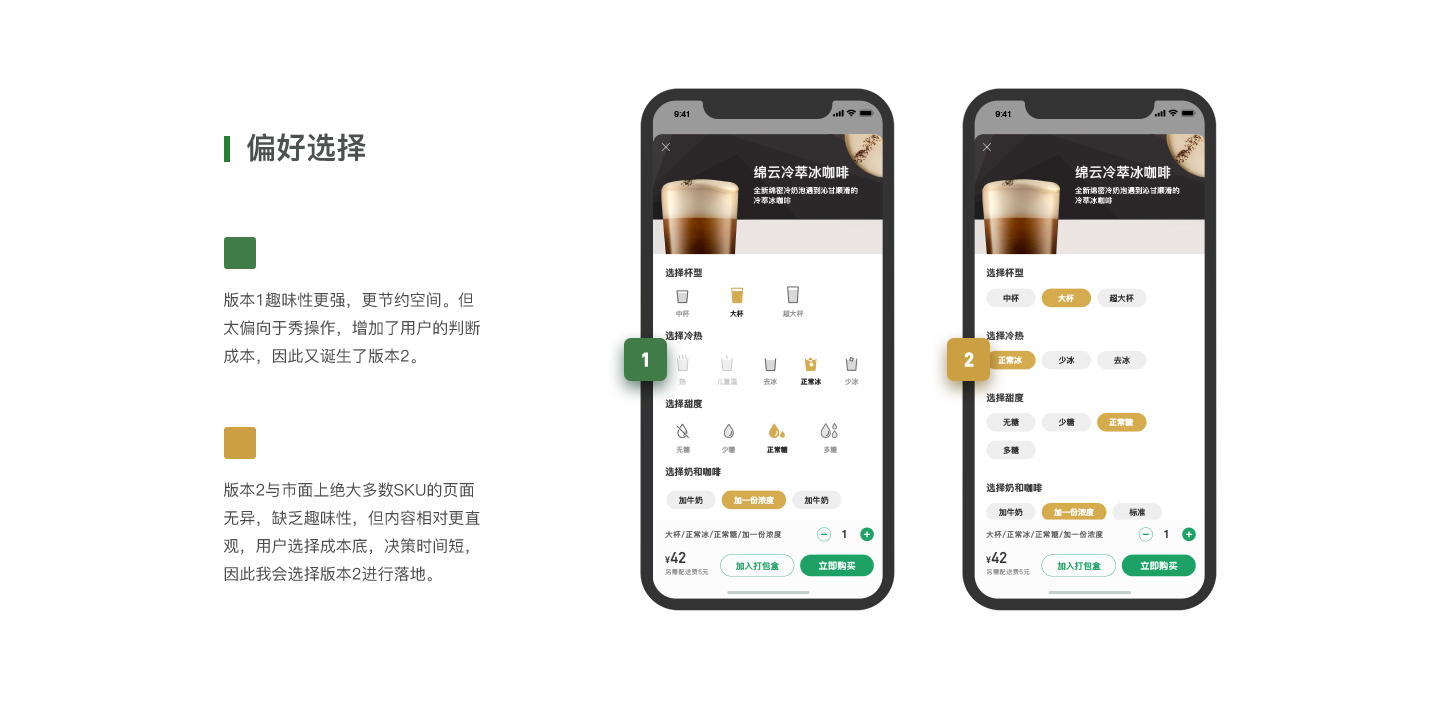 偏好选择
版本1趣味性更强，更节约空间。但
太偏向于秀操作，增加了用户的判断
成本，因此又诞生了版本2。
版本2与市面上绝大多数SKU的页面
无异，缺乏趣味性，但内容相对更直
观，用户选择成本底，决策时间短，
因此我会选择版本2进行落地。
1
9:41
绵云冷萃冰咖啡
全新绵密冷奶泡遇到沁甘顺滑的
冷萃冰咖啡
选择杯型
中杯 大杯 超大杯
选择冷热
热 儿童温 去冰 正常冰 少冰
选择甜度
无糖 少糖 正常糖 多糖
选择奶和咖啡
加牛奶 加一份浓度 加牛奶
大杯/正常冰/正常糖/加一份浓度 1
¥42
另需配送费5元
加入打包盒 立即购买
2
9:41
绵云冷萃冰咖啡
全新绵密冷奶泡遇到沁甘顺滑的
冷萃冰咖啡
选择杯型
中杯 大杯 超大杯
选择冷热
正常冰 少冰 去冰
选择甜度
无糖 少糖 正常糖
多糖
选择奶和咖啡
加牛奶 加一份浓度 标准
大杯/正常冰/正常糖/加一份浓度 1
¥42
另需配送费5元
加入打包盒 立即购买